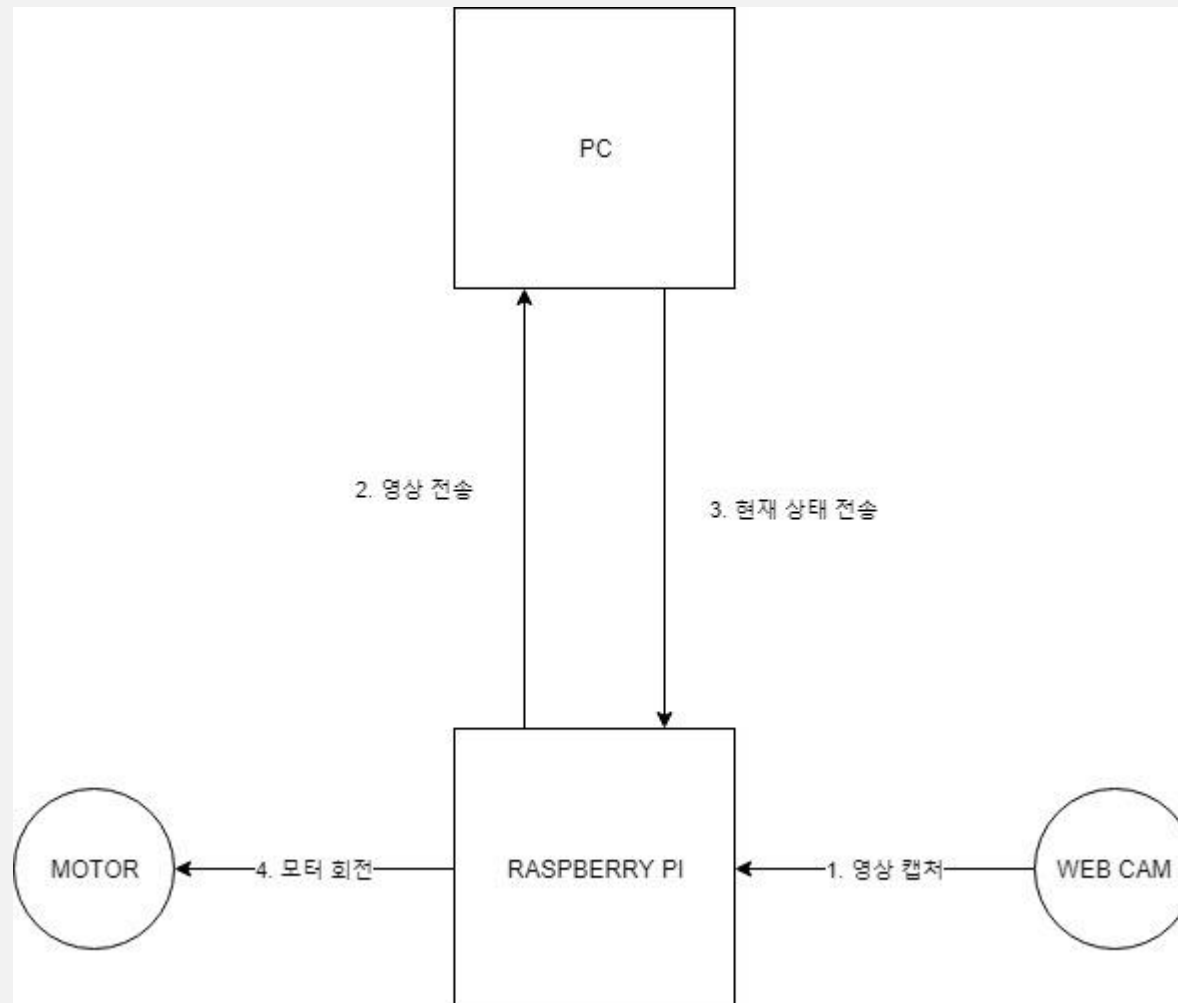 PC
2. 영상 전송
3. 현재 상태 전송
MOTOR
4. 모터 회전
RASPBERRY PI
1. 영상 캡처
WEB CAM